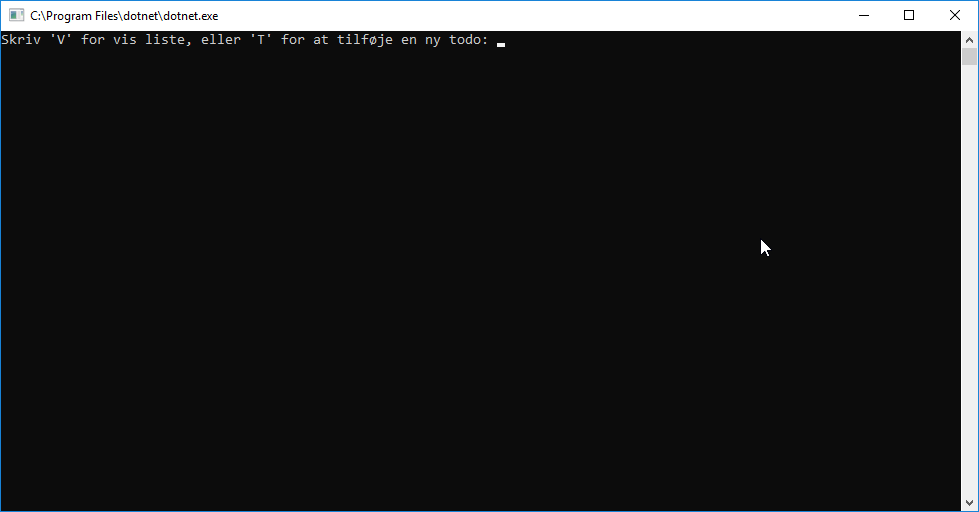 C:\Program Files\dotnet\dotnet.exe
Skriv 'V' for vis liste, eller 'T' for at tilføje en ny todo: